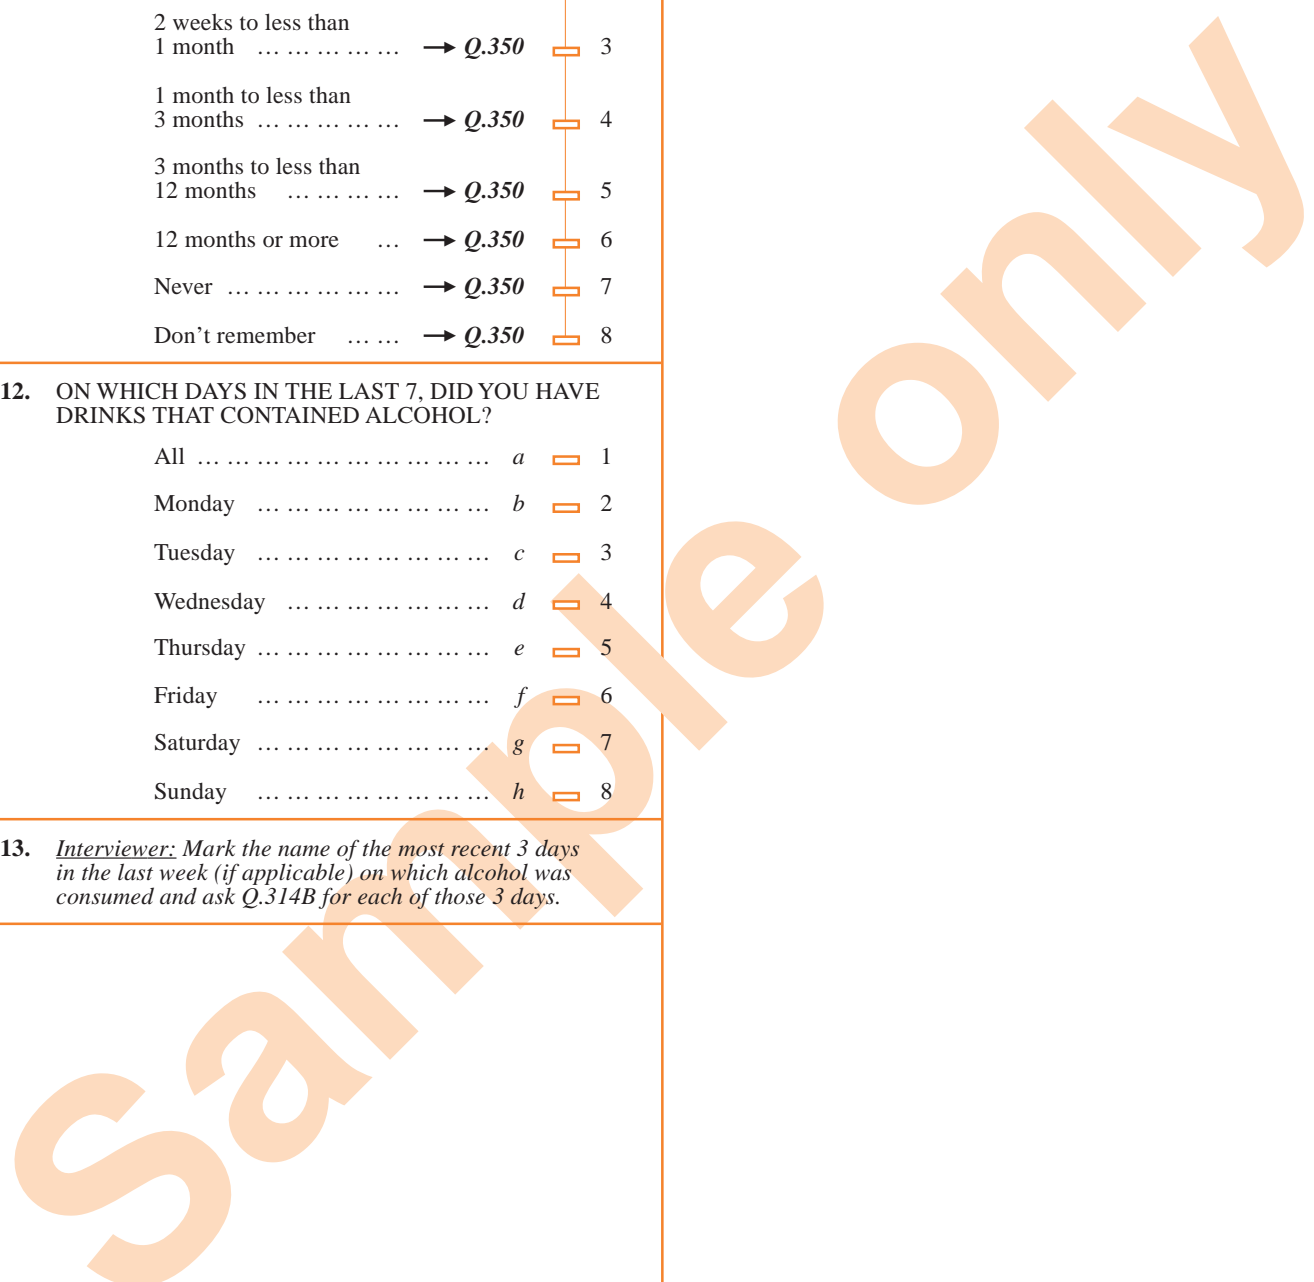 2 weeks to less than
1 month … … … … … → Q.350 3
1 month to less than
3 months … … … … … → Q.350 4
3 months to less than
12 months … … … … → Q.350 5
12 months or more … → Q.350 6
Never … … … … … … → Q.350 7
Don’t remember … … → Q.350 8
12. ON WHICH DAYS IN THE LAST 7, DID YOU HAVE
DRINKS THAT CONTAINED ALCOHOL?
All … … … … … … … … … … a 1
Monday … … … … … … … … b 2
Tuesday … … … … … … … … c 3
Wednesday … … … … … … … d 4
Thursday … … … … … … … … e 5
Friday … … … … … … … … f 6
Saturday … … … … … … … … g 7
Sunday … … … … … … … … h 8
13. Interviewer: Mark the name of the most recent 3 days
in the last week (if applicable) on which alcohol was
consumed and ask Q.314B for each of those 3 days.
Sample only